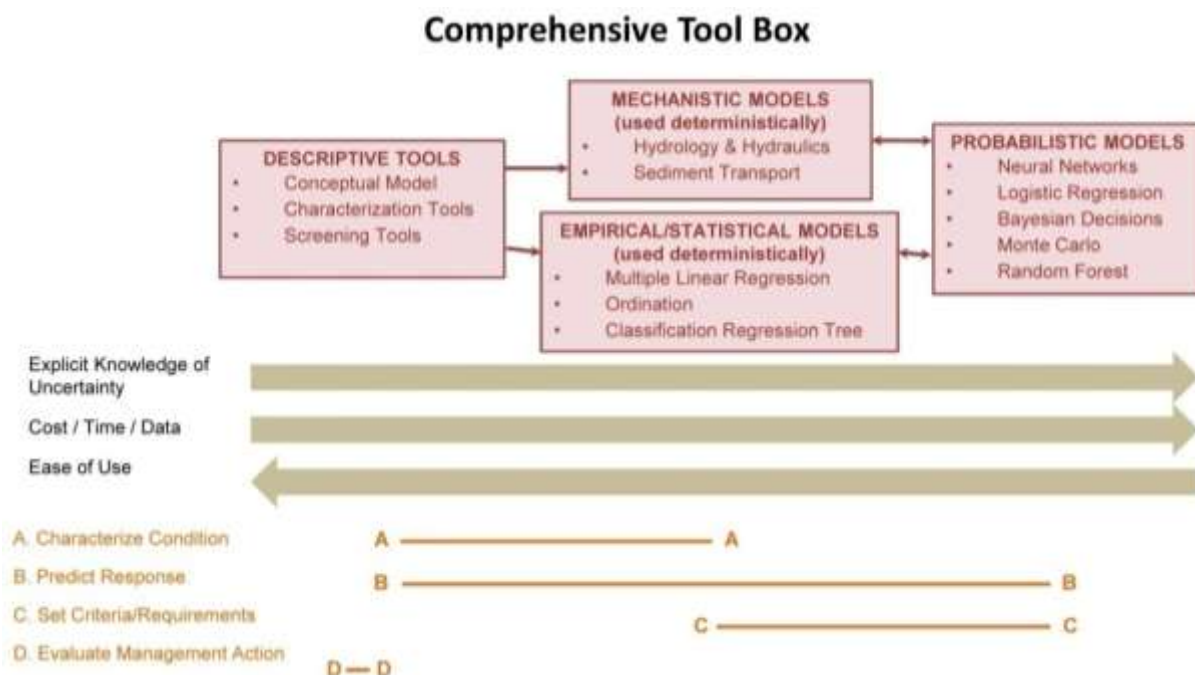 Comprehensive Tool Box
DESCRIPTIVE TOOLS
• Conceptual Model
• Characterization Tools
• Screening Tools
MECHANISTIC MODELS
(used deterministically)
• Hydrology & Hydraulics
• Sediment Transport
EMPIRICAL/STATISTICAL MODELS
(used deterministically)
• Multiple Linear Regression
• Ordination
• Classification Regression Tree
PROBABILISTIC MODELS
• Neural Networks
• Logistic Regression
• Bayesian Decisions
• Monte Carlo
• Random Forest
Explicit Knowledge of
Uncertainty
Cost / Time / Data
Ease of Use
A. Characterize Condition
A A
B. Predict Response
B B
C. Set Criteria/Requirements
C C
D. Evaluate Management Action
D D